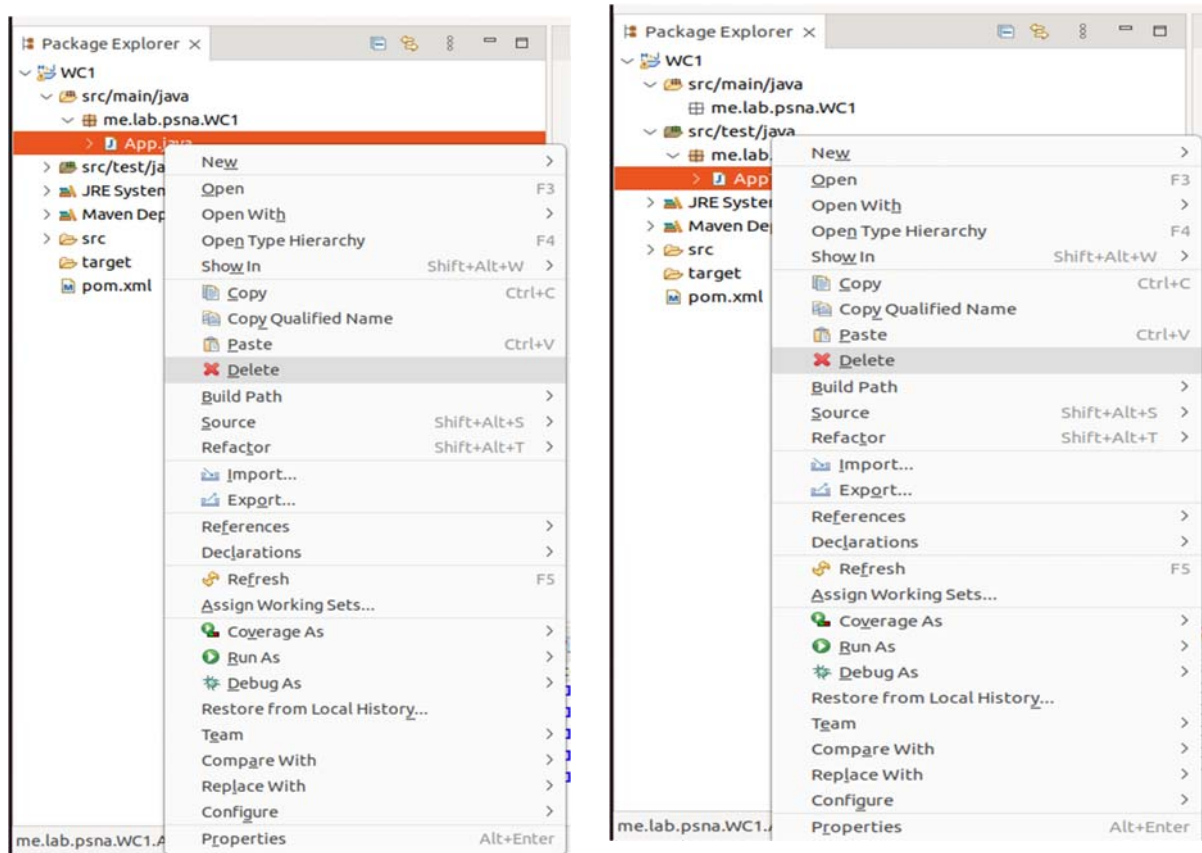 Package Explorer ×
WC1
src/main/java
me.lab.psna.WC1
App.java
src/test/ja
JRE System
Maven Dep
src
target
pom.xml
New
Open F3
Open With
Open Type Hierarchy F4
Show In Shift+Alt+W
Copy Ctrl+C
Copy Qualified Name
Paste Ctrl+V
Delete
Build Path
Source Shift+Alt+S
Refactor Shift+Alt+T
Import...
Export...
References
Declarations
Refresh F5
Assign Working Sets...
Coverage As
Run As
Debug As
Restore from Local History...
Team
Compare With
Replace With
Configure
Properties Alt+Enter
me.lab.psna.WC1.A
Package Explorer ×
WC1
src/main/java
me.lab.psna.WC1
src/test/java
me.lab.
App
JRE Syste
Maven De
src
target
pom.xml
New
Open F3
Open With
Open Type Hierarchy F4
Show In Shift+Alt+W
Copy Ctrl+C
Copy Qualified Name
Paste Ctrl+V
Delete
Build Path
Source Shift+Alt+S
Refactor Shift+Alt+T
Import...
Export...
References
Declarations
Refresh F5
Assign Working Sets...
Coverage As
Run As
Debug As
Restore from Local History...
Team
Compare With
Replace With
Configure
Properties Alt+Enter
me.lab.psna.WC1.